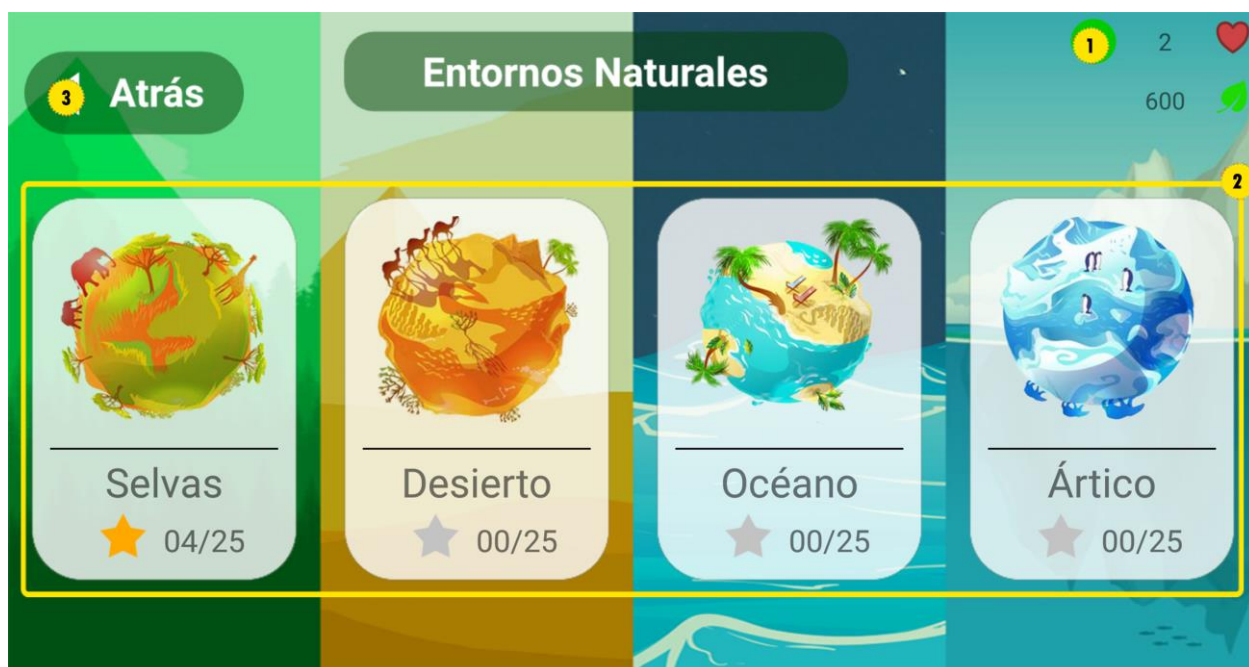 Entornos Naturales
1
2
3
Atrás
600
2
Selvas
04/25
Desierto
00/25
Océano
00/25
Ártico
00/25